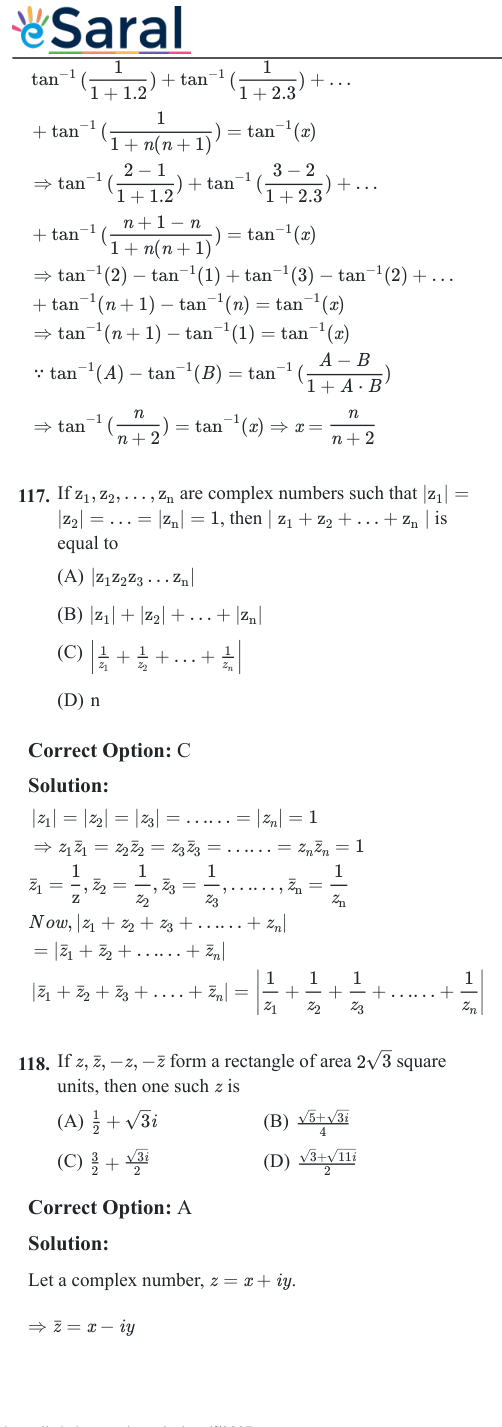 eSaral
tan⁻¹ (1/(1 + 1.2)) + tan⁻¹ (1/(1 + 2.3)) + ...
+ tan⁻¹ (1/(1 + n(n + 1))) = tan⁻¹(x)
⇒ tan⁻¹ ((2 − 1)/(1 + 1.2)) + tan⁻¹ ((3 − 2)/(1 + 2.3)) + ...
+ tan⁻¹ ((n + 1 − n)/(1 + n(n + 1))) = tan⁻¹(x)
⇒ tan⁻¹(2) − tan⁻¹(1) + tan⁻¹(3) − tan⁻¹(2) + ...
+ tan⁻¹(n + 1) − tan⁻¹(n) = tan⁻¹(x)
⇒ tan⁻¹(n + 1) − tan⁻¹(1) = tan⁻¹(x)
∵ tan⁻¹(A) − tan⁻¹(B) = tan⁻¹ ((A − B)/(1 + A · B))
⇒ tan⁻¹ (n/(n + 2)) = tan⁻¹(x) ⇒ x = n/(n + 2)
117. If z₁, z₂, ..., zₙ are complex numbers such that |z₁| =
|z₂| = ... = |zₙ| = 1, then | z₁ + z₂ + ... + zₙ | is
equal to
(A) |z₁z₂z₃ ... zₙ|
(B) |z₁| + |z₂| + ... + |zₙ|
(C) |1/z₁ + 1/z₂ + ... + 1/zₙ|
(D) n
Correct Option: C
Solution:
|z₁| = |z₂| = |z₃| = ...... = |zₙ| = 1
⇒ z₁z̄₁ = z₂z̄₂ = z₃z̄₃ = ...... = zₙz̄ₙ = 1
z̄₁ = 1/z, z̄₂ = 1/z₂, z̄₃ = 1/z₃, ......, z̄ₙ = 1/zₙ
Now, |z₁ + z₂ + z₃ + ...... + zₙ|
= |z̄₁ + z̄₂ + ...... + z̄ₙ|
|z̄₁ + z̄₂ + z̄₃ + .... + z̄ₙ| = |1/z₁ + 1/z₂ + 1/z₃ + ...... + 1/zₙ|
118. If z, z̄, −z, −z̄ form a rectangle of area 2√3 square
units, then one such z is
(A) 1/2 + √3i (B) (√5+√3i)/4
(C) 3/2 + √3i/2 (D) (√3+√11i)/2
Correct Option: A
Solution:
Let a complex number, z = x + iy.
⇒ z̄ = x − iy